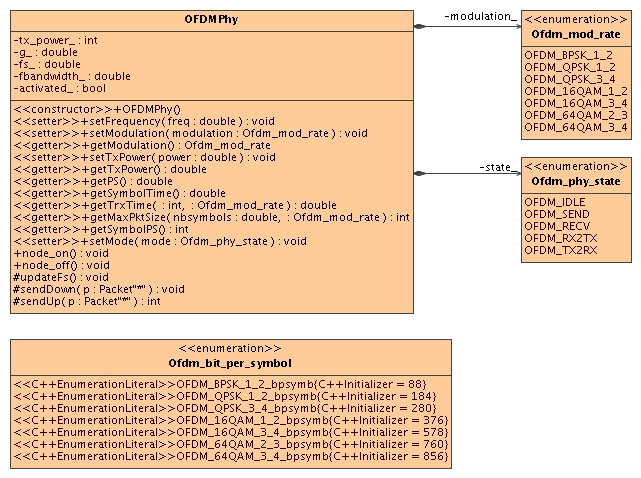 OFDMPhy
-tx_power_ : int
-g_ : double
-fs_ : double
-fbandwidth_ : double
-activated_ : bool
<<constructor>>+OFDMPhy()
<<setter>>+setFrequency( freq : double ) : void
<<setter>>+setModulation( modulation : Ofdm_mod_rate ) : void
<<getter>>+getModulation() : Ofdm_mod_rate
<<setter>>+setTxPower( power : double ) : void
<<getter>>+getTxPower() : double
<<getter>>+getPS() : double
<<getter>>+getSymbolTime() : double
<<getter>>+getTrxTime( : int, : Ofdm_mod_rate ) : double
<<getter>>+getMaxPktSize( nbsymbols : double, : Ofdm_mod_rate ) : int
<<getter>>+getSymbolPS() : int
<<setter>>+setMode( mode : Ofdm_phy_state ) : void
+node_on() : void
+node_off() : void
#updateFs() : void
#sendDown( p : Packet"*" ) : void
#sendUp( p : Packet"*" ) : int
-modulation_
<<enumeration>>
Ofdm_mod_rate
OFDM_BPSK_1_2
OFDM_QPSK_1_2
OFDM_QPSK_3_4
OFDM_16QAM_1_2
OFDM_16QAM_3_4
OFDM_64QAM_2_3
OFDM_64QAM_3_4
-state_
<<enumeration>>
Ofdm_phy_state
OFDM_IDLE
OFDM_SEND
OFDM_RECV
OFDM_RX2TX
OFDM_TX2RX
<<enumeration>>
Ofdm_bit_per_symbol
<<C++EnumerationLiteral>>OFDM_BPSK_1_2_bpsymb{C++Initializer = 88}
<<C++EnumerationLiteral>>OFDM_QPSK_1_2_bpsymb{C++Initializer = 184}
<<C++EnumerationLiteral>>OFDM_QPSK_3_4_bpsymb{C++Initializer = 280}
<<C++EnumerationLiteral>>OFDM_16QAM_1_2_bpsymb{C++Initializer = 376}
<<C++EnumerationLiteral>>OFDM_16QAM_3_4_bpsymb{C++Initializer = 578}
<<C++EnumerationLiteral>>OFDM_64QAM_2_3_bpsymb{C++Initializer = 760}
<<C++EnumerationLiteral>>OFDM_64QAM_3_4_bpsymb{C++Initializer = 856}